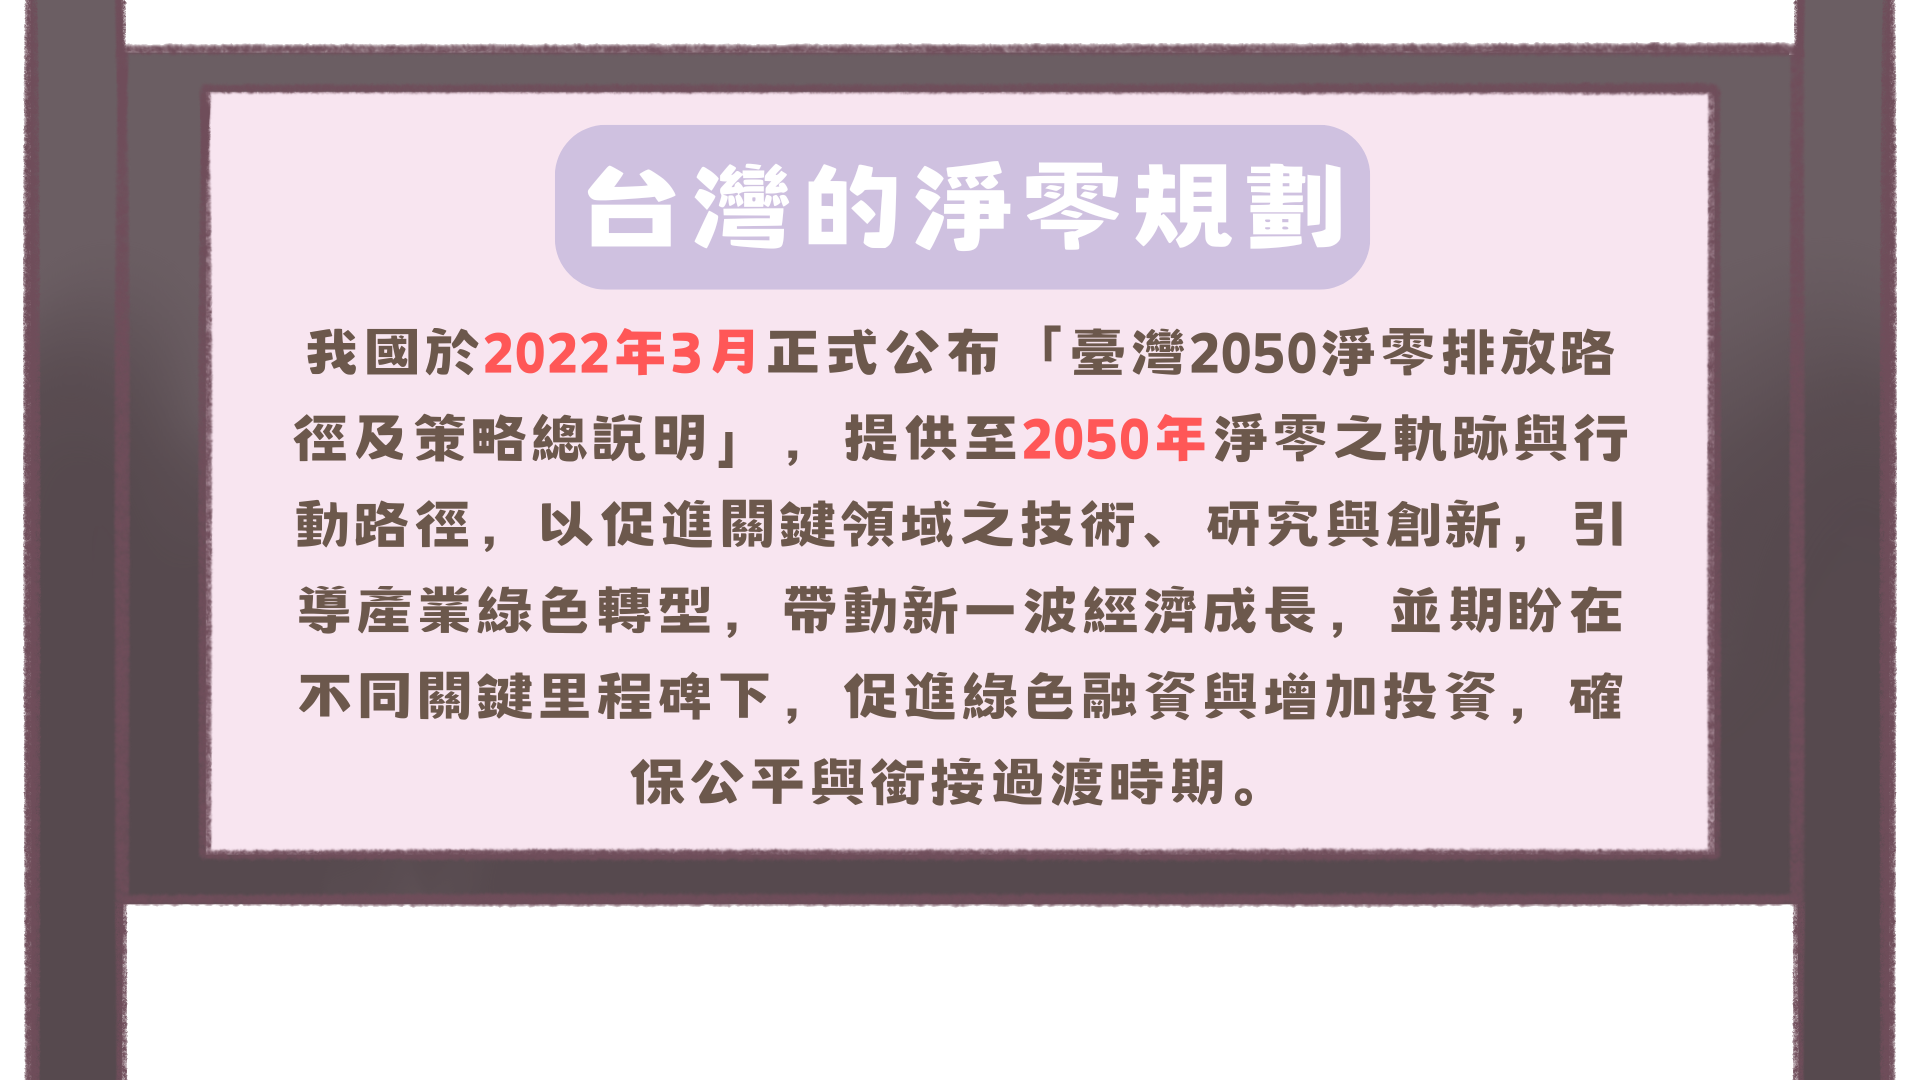 台灣的淨零規劃
我國於2022年3月正式公布「臺灣2050淨零排放路
徑及策略總說明」，提供至2050年淨零之軌跡與行
動路徑，以促進關鍵領域之技術、研究與創新，引
導產業綠色轉型，帶動新一波經濟成長，並期盼在
不同關鍵里程碑下，促進綠色融資與增加投資，確
保公平與銜接過渡時期。